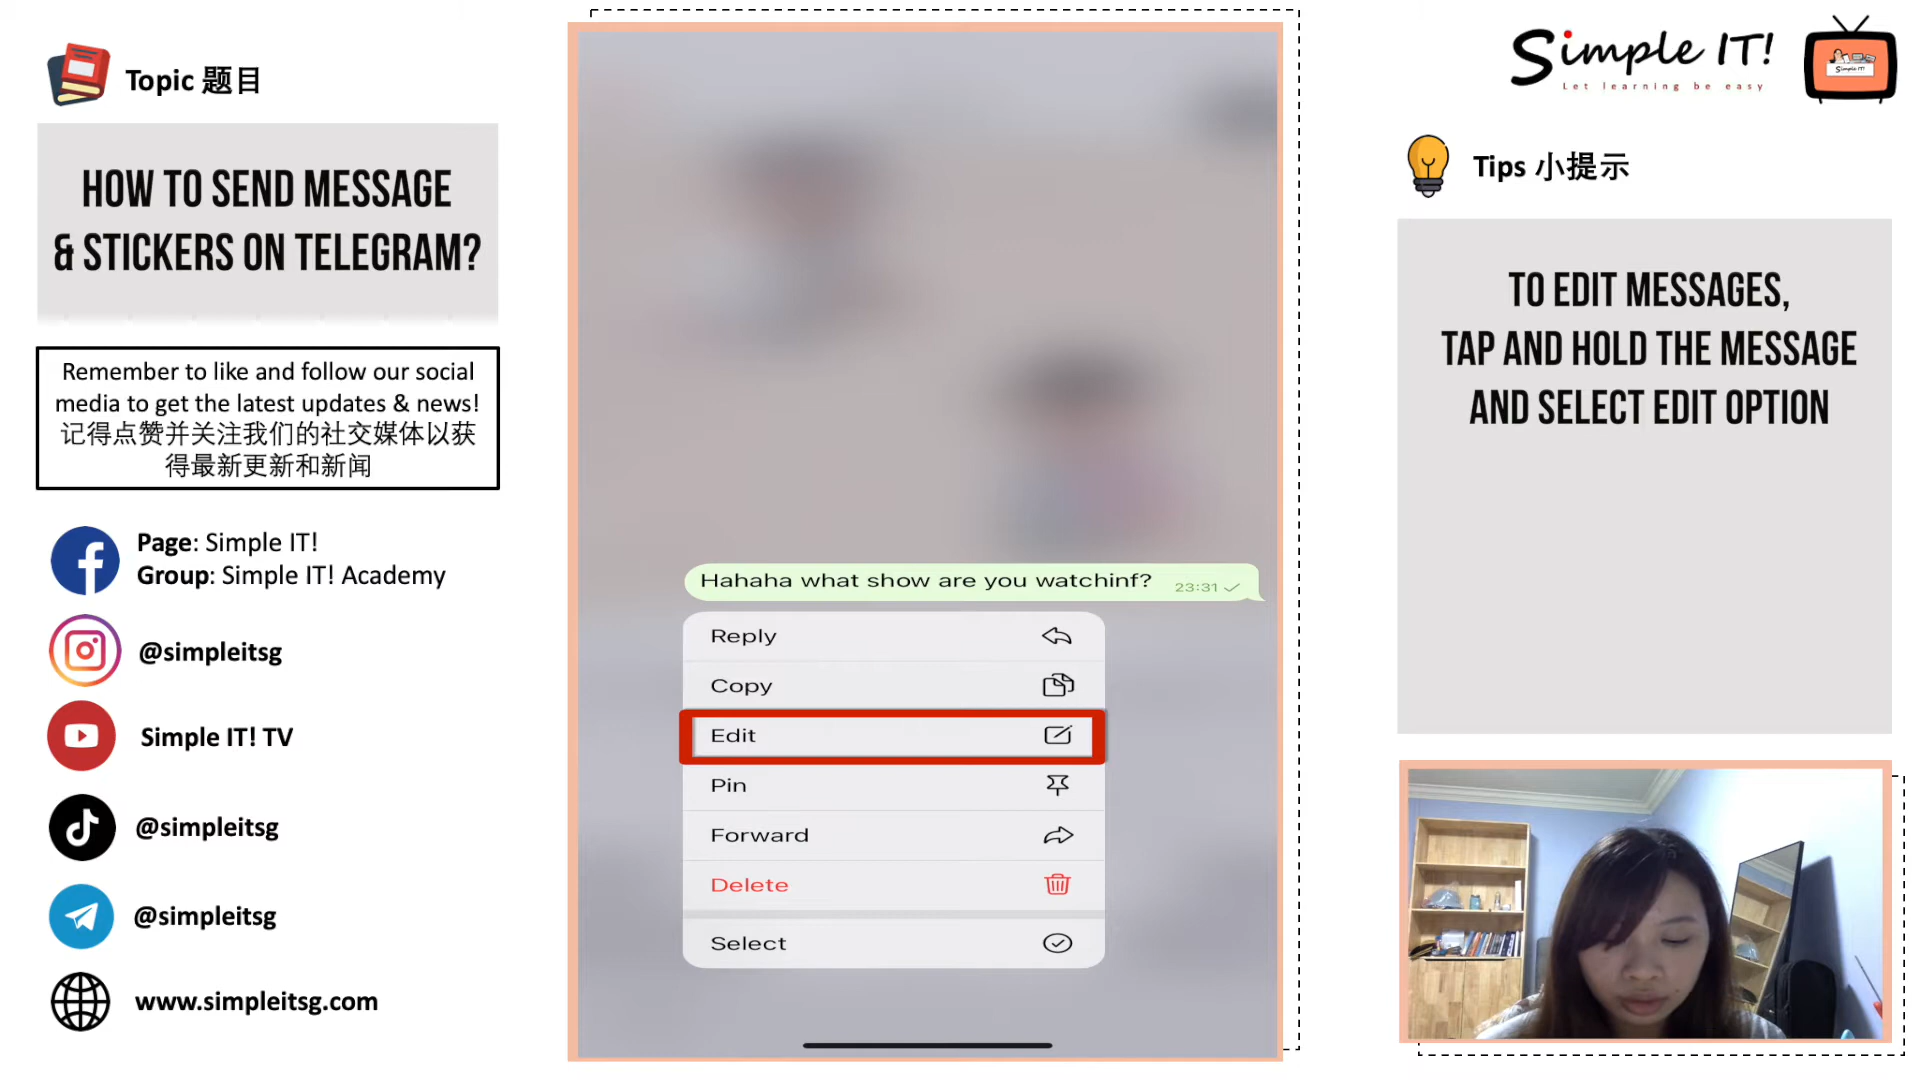 Topic 题目
HOW TO SEND MESSAGE
& STICKERS ON TELEGRAM?
Remember to like and follow our social
media to get the latest updates & news!
记得点赞并关注我们的社交媒体以获
得最新更新和新闻
Page: Simple IT!
Group: Simple IT! Academy
@simpleitsg
Simple IT! TV
@simpleitsg
@simpleitsg
www.simpleitsg.com
Hahaha what show are you watchinf? 23:31
Reply
Copy
Edit
Pin
Forward
Delete
Select
Simple IT!
Let learning be easy
Simple IT!
Tips 小提示
TO EDIT MESSAGES,
TAP AND HOLD THE MESSAGE
AND SELECT EDIT OPTION